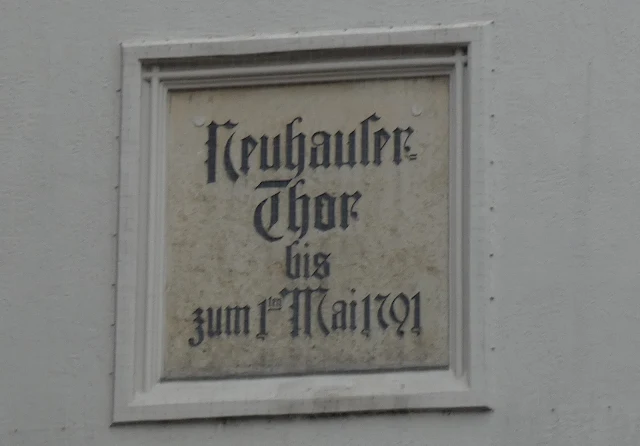 Neuhauſer-
Thor
bis
zum 1ten Mai 1791